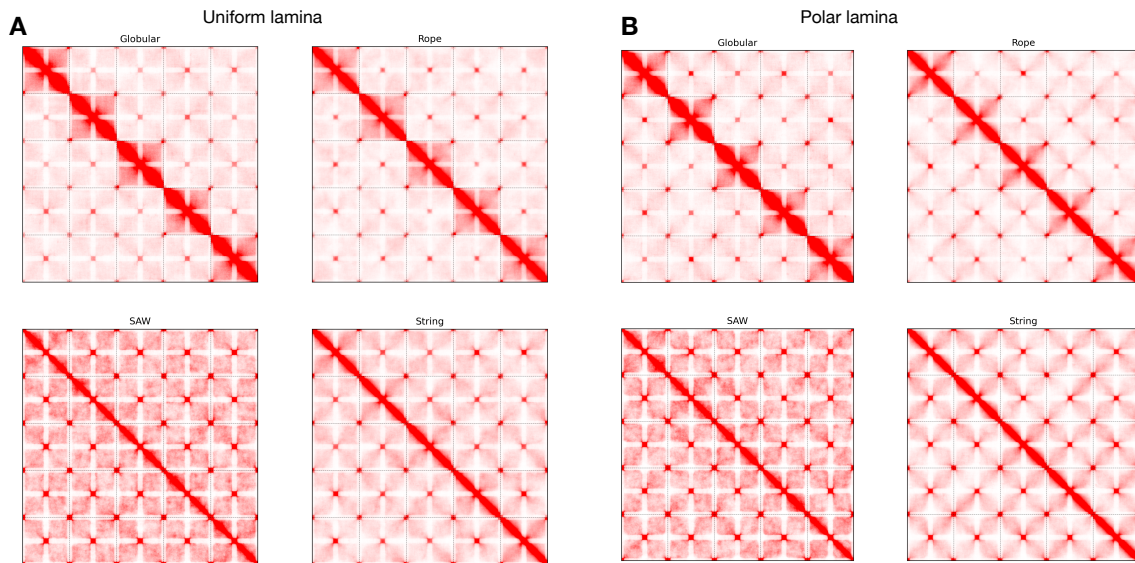 A
Uniform lamina
Globular
Rope
SAW
String
B
Polar lamina
Globular
Rope
SAW
String